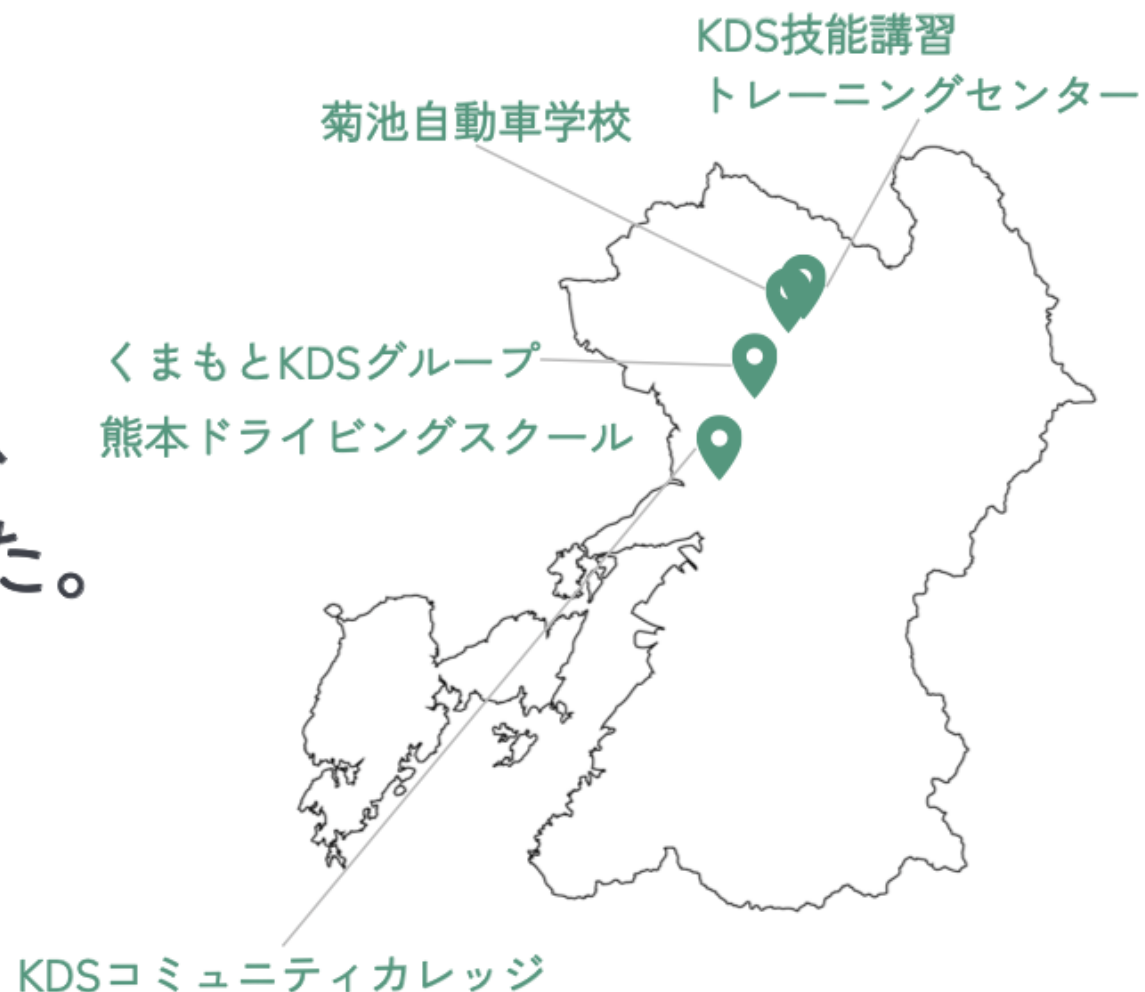 KDS技能講習
トレーニングセンター
菊池自動車学校
くまもとKDSグループ
熊本ドライビングスクール
た。
KDSコミュニティカレッジ